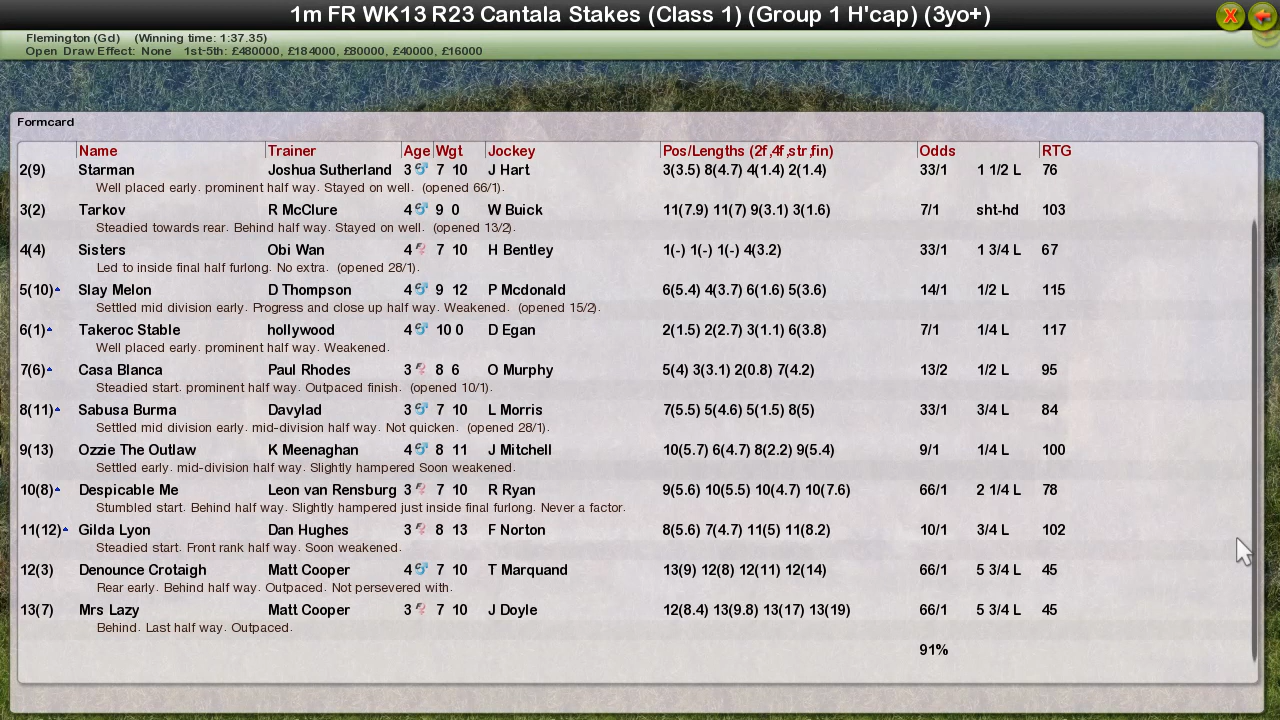 1m FR WK13 R23 Cantala Stakes (Class 1) (Group 1 H'cap) (3yo+)
Flemington (Gd) (Winning time: 1:37.35)
Open Draw Effect: None 1st-5th: £480000, £184000, £80000, £40000, £16000
Formcard
Name Trainer Age Wgt Jockey Pos/Lengths (2f,4f,str,fin) Odds RTG
2(9) Starman Joshua Sutherland 3 7 10 J Hart 3(3.5) 8(4.7) 4(1.4) 2(1.4) 33/1 1 1/2 L 76
Well placed early. prominent half way. Stayed on well. (opened 66/1).
3(2) Tarkov R McClure 4 9 0 W Buick 11(7.9) 11(7) 9(3.1) 3(1.6) 7/1 sht-hd 103
Steadied towards rear. Behind half way. Stayed on well. (opened 13/2).
4(4) Sisters Obi Wan 4 7 10 H Bentley 1(-) 1(-) 1(-) 4(3.2) 33/1 1 3/4 L 67
Led to inside final half furlong. No extra. (opened 28/1).
5(10) Slay Melon D Thompson 4 9 12 P Mcdonald 6(5.4) 4(3.7) 6(1.6) 5(3.6) 14/1 1/2 L 115
Settled mid division early. Progress and close up half way. Weakened. (opened 15/2).
6(1) Takeroc Stable hollywood 4 10 0 D Egan 2(1.5) 2(2.7) 3(1.1) 6(3.8) 7/1 1/4 L 117
Well placed early. prominent half way. Weakened.
7(6) Casa Blanca Paul Rhodes 3 8 6 O Murphy 5(4) 3(3.1) 2(0.8) 7(4.2) 13/2 1/2 L 95
Steadied start. prominent half way. Outpaced finish. (opened 10/1).
8(11) Sabusa Burma Davylad 3 7 10 L Morris 7(5.5) 5(4.6) 5(1.5) 8(5) 33/1 3/4 L 84
Settled mid division early. mid-division half way. Not quicken. (opened 28/1).
9(13) Ozzie The Outlaw K Meenaghan 4 8 11 J Mitchell 10(5.7) 6(4.7) 8(2.2) 9(5.4) 9/1 1/4 L 100
Settled early. mid-division half way. Slightly hampered Soon weakened.
10(8) Despicable Me Leon van Rensburg 3 7 10 R Ryan 9(5.6) 10(5.5) 10(4.7) 10(7.6) 66/1 2 1/4 L 78
Stumbled start. Behind half way. Slightly hampered just inside final furlong. Never a factor.
11(12) Gilda Lyon Dan Hughes 3 8 13 F Norton 8(5.6) 7(4.7) 11(5) 11(8.2) 10/1 3/4 L 102
Steadied start. Front rank half way. Soon weakened.
12(3) Denounce Crotaigh Matt Cooper 4 7 10 T Marquand 13(9) 12(8) 12(11) 12(14) 66/1 5 3/4 L 45
Rear early. Behind half way. Outpaced. Not persevered with.
13(7) Mrs Lazy Matt Cooper 3 7 10 J Doyle 12(8.4) 13(9.8) 13(17) 13(19) 66/1 5 3/4 L 45
Behind. Last half way. Outpaced.
91%